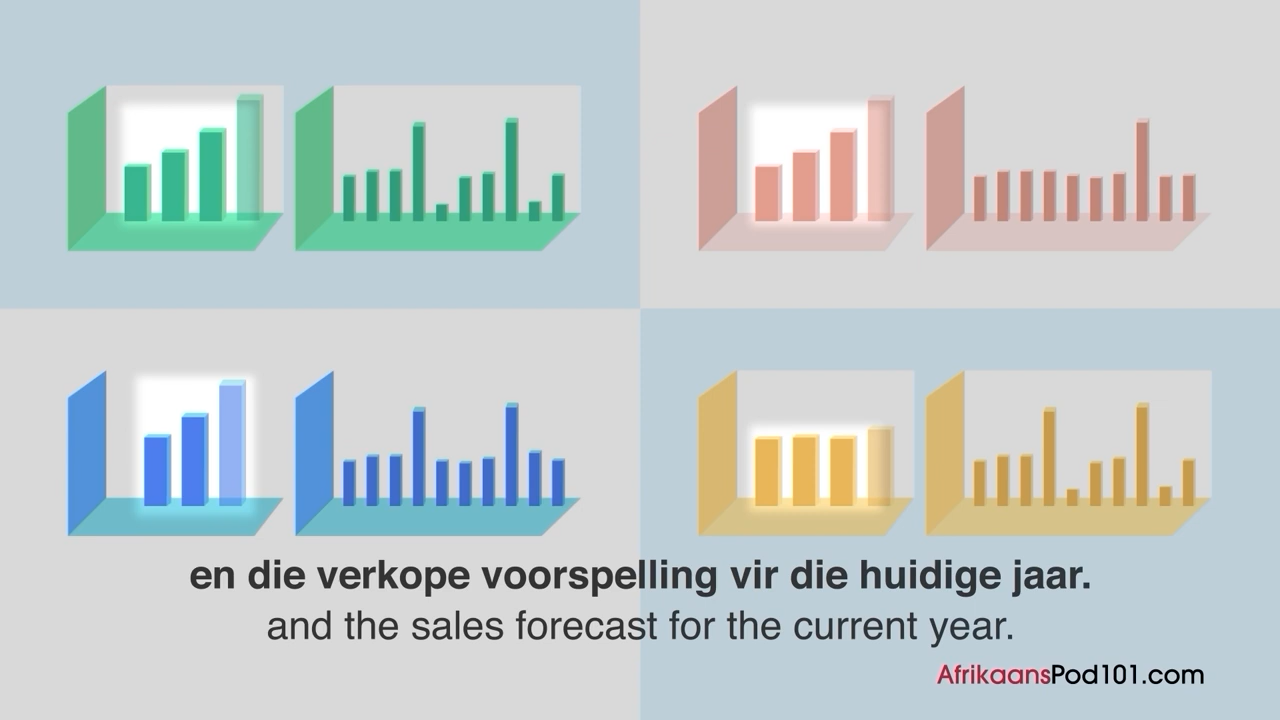 en die verkope voorspelling vir die huidige jaar.
and the sales forecast for the current year.
AfrikaansPod101.com